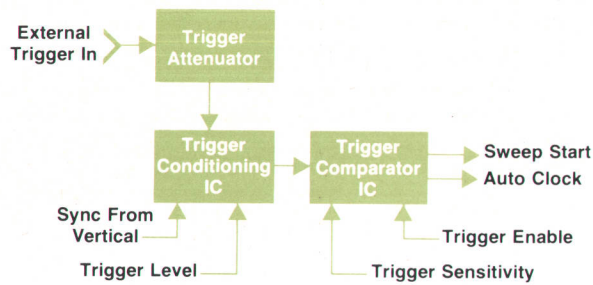 External
Trigger In
Trigger
Attenuator
Trigger
Conditioning
IC
Trigger
Comparator
IC
Sweep Start
Auto Clock
Sync From
Vertical
Trigger Enable
Trigger Level
Trigger Sensitivity